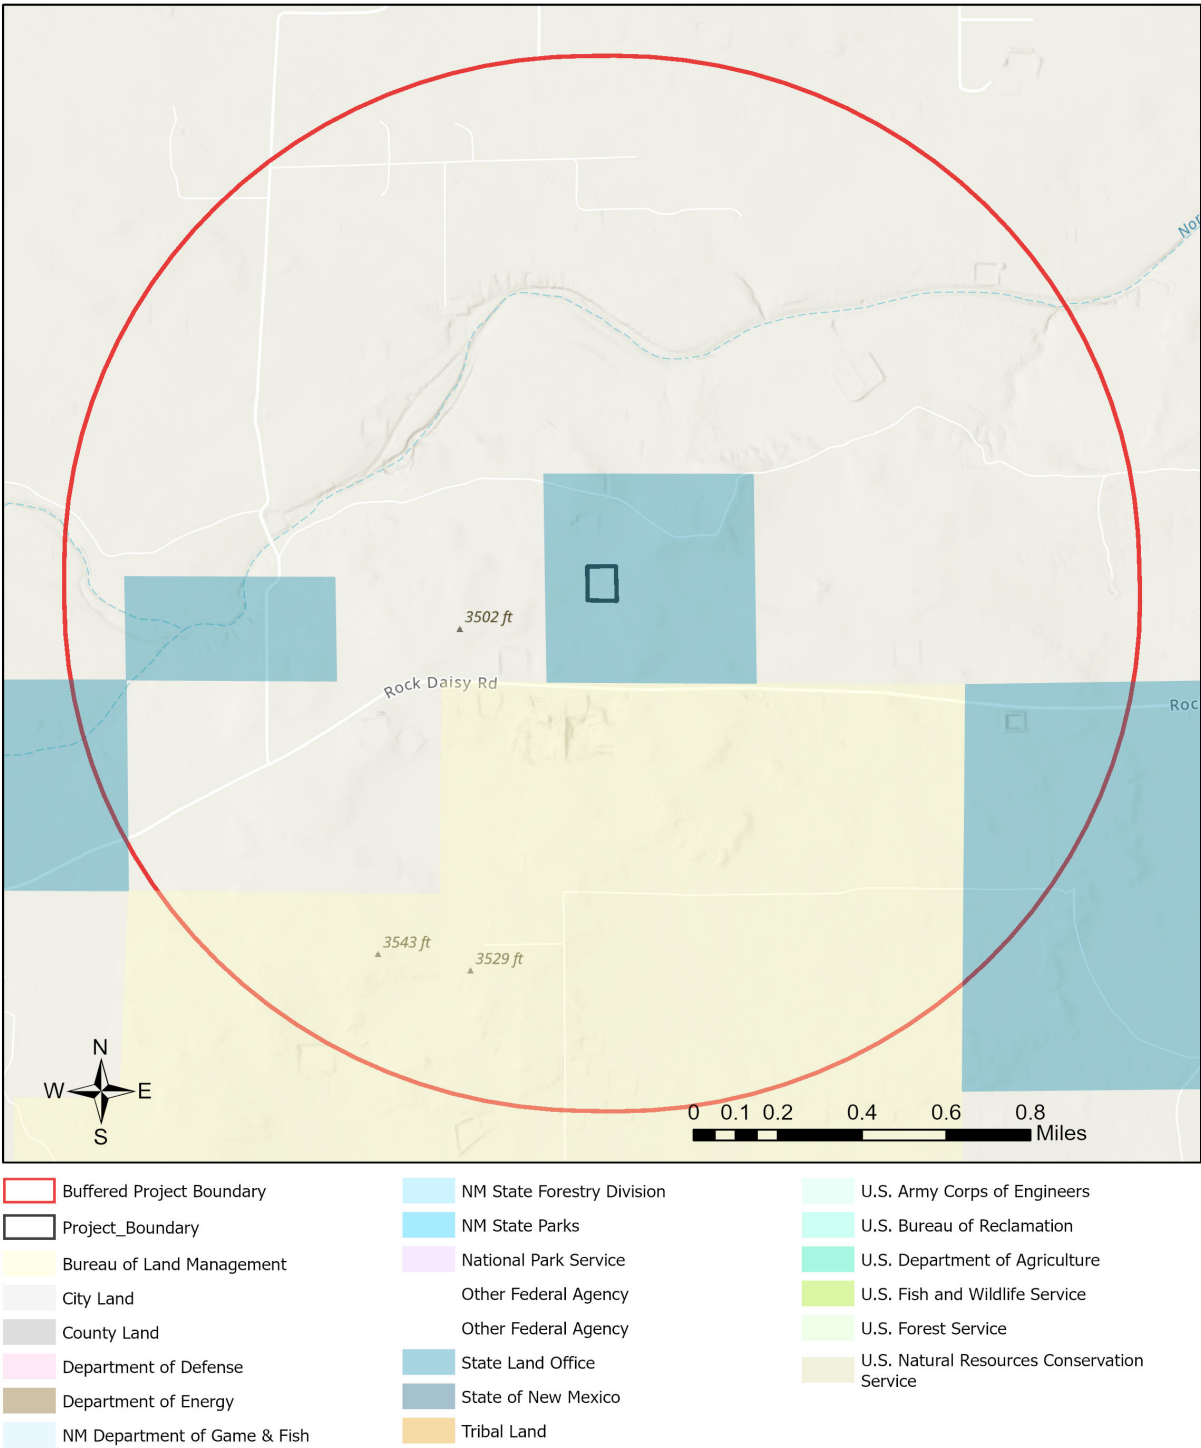 Nor
3502 ft
Rock Daisy Rd
Roc
3543 ft
3529 ft
N
W E
S
0 0.1 0.2 0.4 0.6 0.8
Miles
Buffered Project Boundary
Project_Boundary
Bureau of Land Management
City Land
County Land
Department of Defense
Department of Energy
NM Department of Game & Fish
NM State Forestry Division
NM State Parks
National Park Service
Other Federal Agency
Other Federal Agency
State Land Office
State of New Mexico
Tribal Land
U.S. Army Corps of Engineers
U.S. Bureau of Reclamation
U.S. Department of Agriculture
U.S. Fish and Wildlife Service
U.S. Forest Service
U.S. Natural Resources Conservation
Service